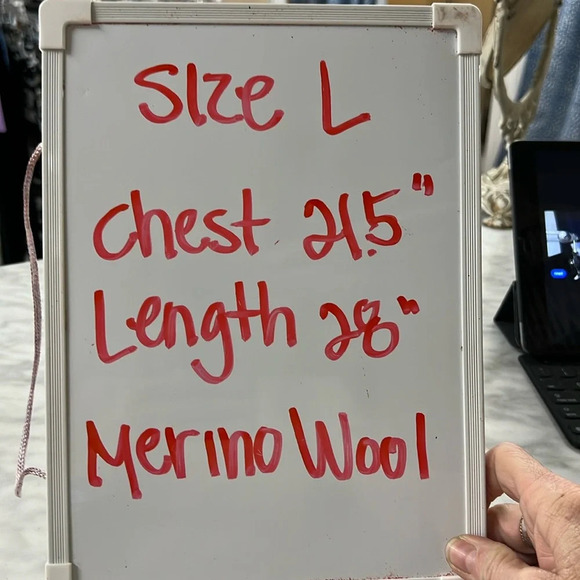 Size L
Chest 21.5"
Length 28"
Merino Wool